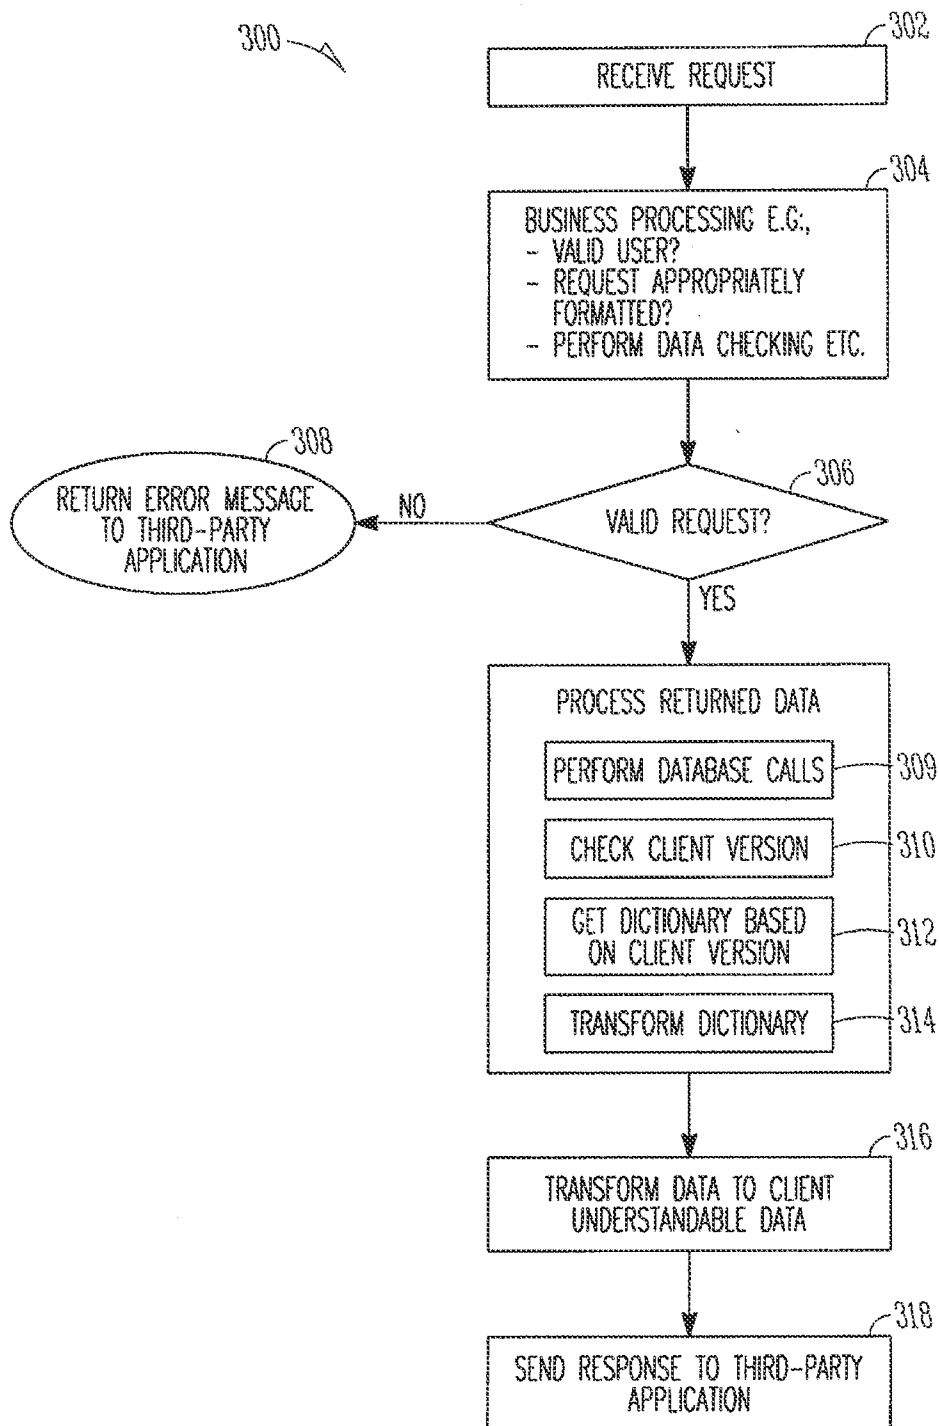 300
302
RECEIVE REQUEST
304
BUSINESS PROCESSING E.G.,
- VALID USER?
- REQUEST APPROPRIATELY
FORMATTED?
- PERFORM DATA CHECKING ETC.
306
VALID REQUEST?
NO
308
RETURN ERROR MESSAGE
TO THIRD-PARTY
APPLICATION
YES
PROCESS RETURNED DATA
PERFORM DATABASE CALLS
309
CHECK CLIENT VERSION
310
GET DICTIONARY BASED
ON CLIENT VERSION
312
TRANSFORM DICTIONARY
314
316
TRANSFORM DATA TO CLIENT
UNDERSTANDABLE DATA
318
SEND RESPONSE TO THIRD-PARTY
APPLICATION